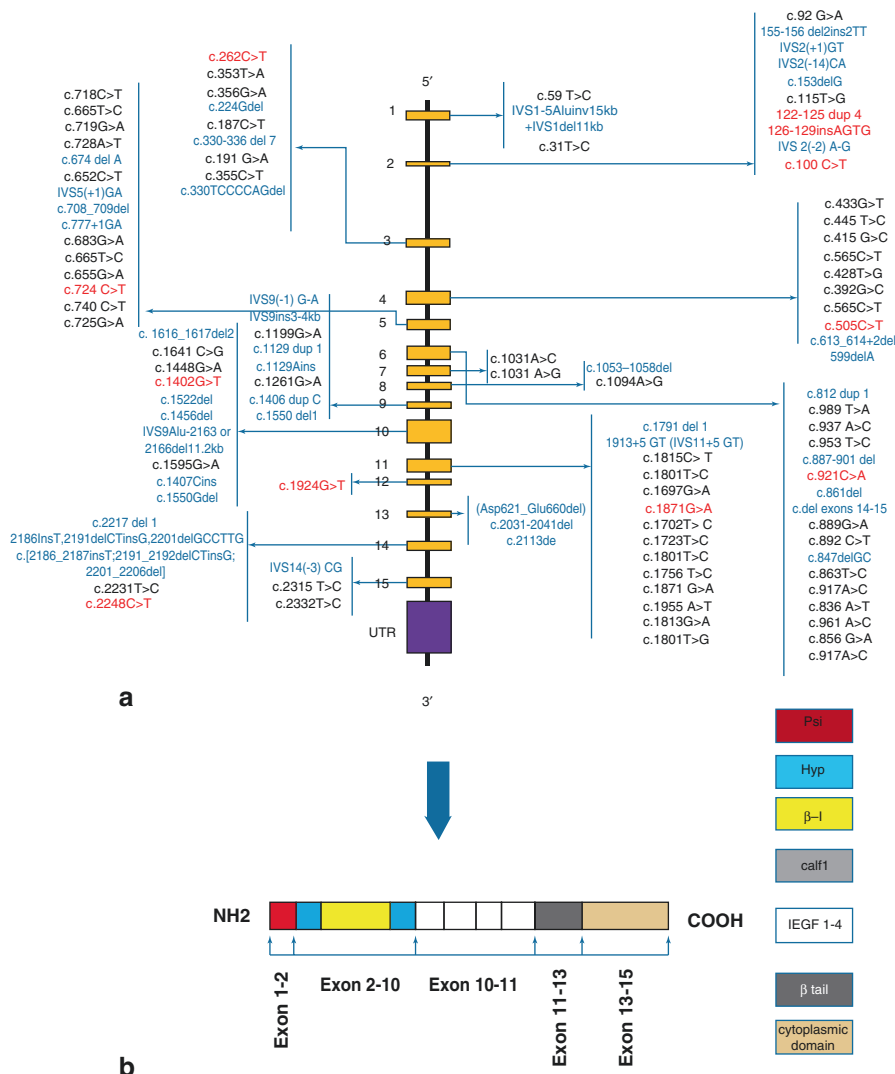 c.262C>T
c.353T>A
c.356G>A
c.224Gdel
c.187C>T
c.330-336 del 7
c.191 G>A
c.355C>T
c.330TCCCCAGdel
c.718C>T
c.665T>C
c.719G>A
c.728A>T
c.674 del A
c.652C>T
IVS5(+1)GA
c.708_709del
c.777+1GA
c.683G>A
c.665T>C
c.655G>A
c.724 C>T
c.740 C>T
c.725G>A
5′
1
2
3
4
5
6
7
8
9
10
11
12
13
14
15
UTR
3′
c.59 T>C
IVS1-5Aluinv15kb
+IVS1del11kb
c.31T>C
c.92 G>A
155-156 del2ins2TT
IVS2(+1)GT
IVS2(-14)CA
c.153delG
c.115T>G
122-125 dup 4
126-129insAGTG
IVS 2(-2) A-G
c.100 C>T
c.433G>T
c.445 T>C
c.415 G>C
c.565C>T
c.428T>G
c.392G>C
c.565C>T
c.505C>T
c.613_614+2del
599delA
IVS9(-1) G-A
IVS9ins3-4kb
c.1199G>A
c.1129 dup 1
c.1129Ains
c.1261G>A
c.1406 dup C
c.1550 del1
c. 1616_1617del2
c.1641 C>G
c.1448G>A
c.1402G>T
c.1522del
c.1456del
IVS9Alu-2163 or
2166del11.2kb
c.1595G>A
c.1407Cins
c.1550Gdel
c.1031A>C
c.1031 A>G
c.1053–1058del
c.1094A>G
c.812 dup 1
c.989 T>A
c.937 A>C
c.953 T>C
c.887-901 del
c.921C>A
c.861del
c.del exons 14-15
c.889G>A
c.892 C>T
c.847delGC
c.863T>C
c.917A>C
c.836 A>T
c.961 A>C
c.856 G>A
c.917A>C
c.1791 del 1
1913+5 GT (IVS11+5 GT)
c.1815C> T
c.1801T>C
c.1697G>A
c.1871G>A
c.1702T> C
c.1723T>C
c.1801T>C
c.1756 T>C
c.1871 G>A
c.1955 A>T
c.1813G>A
c.1801T>G
c.1924G>T
(Asp621_Glu660del)
c.2031-2041del
c.2113de
c.2217 del 1
2186InsT,2191delCTinsG,2201delGCCTTG
c.[2186_2187insT;2191_2192delCTinsG;
2201_2206del]
c.2231T>C
c.2248C>T
IVS14(-3) CG
c.2315 T>C
c.2332T>C
a
Psi
Hyp
β–I
calf1
IEGF 1-4
β tail
cytoplasmic
domain
NH2
COOH
Exon 1-2
Exon 2-10
Exon 10-11
Exon 11-13
Exon 13-15
b